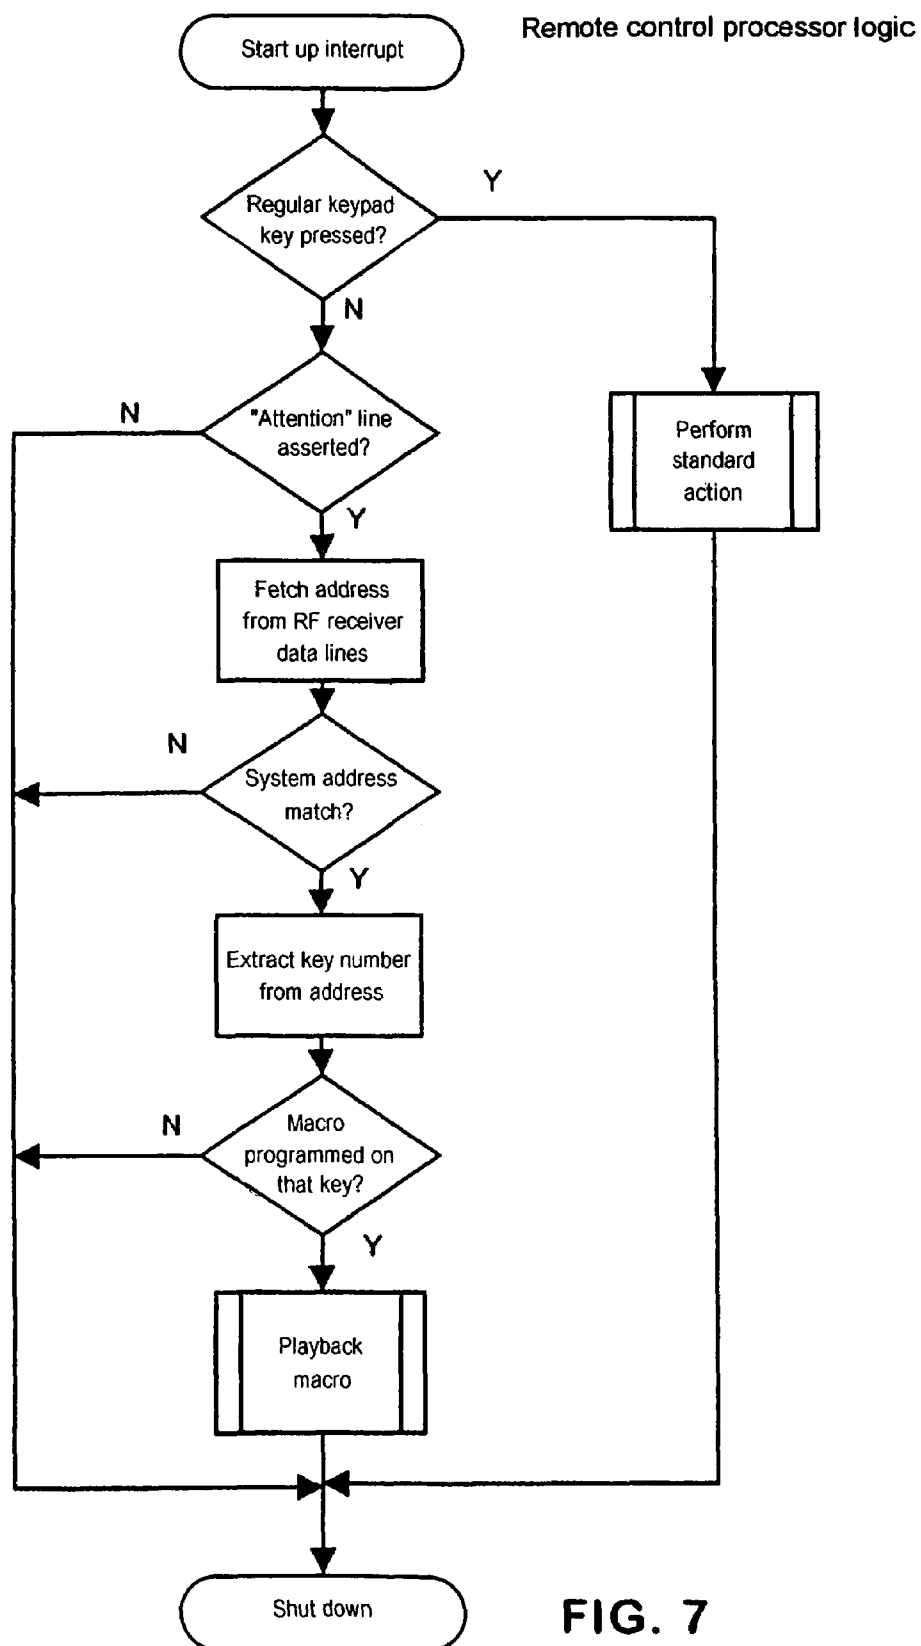 Remote control processor logic
Start up interrupt
Regular keypad
key pressed?
Y
N
"Attention" line
asserted?
N
Y
Perform
standard
action
Fetch address
from RF receiver
data lines
System address
match?
N
Y
Extract key number
from address
Macro
programmed on
that key?
N
Y
Playback
macro
Shut down
FIG. 7